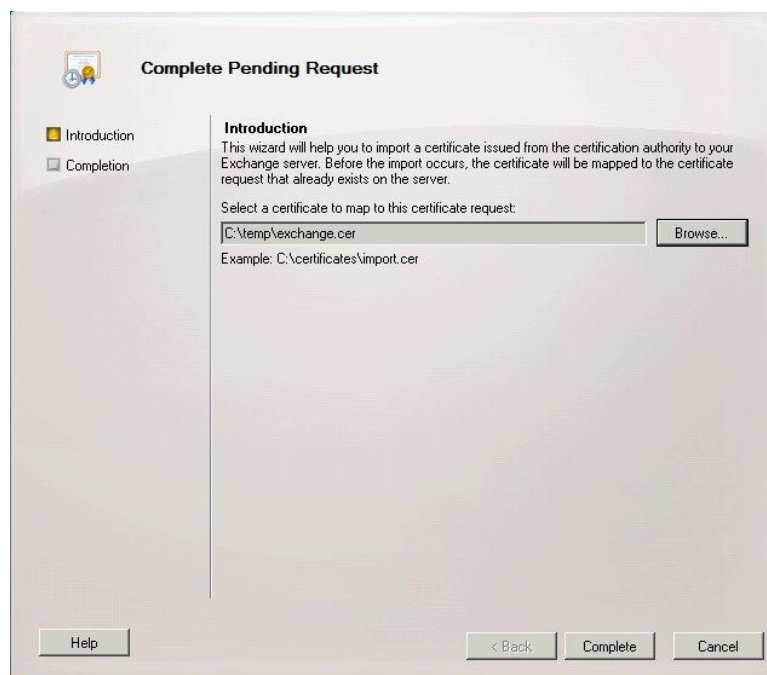 Complete Pending Request
Introduction
Completion
Introduction
This wizard will help you to import a certificate issued from the certification authority to your
Exchange server. Before the import occurs, the certificate will be mapped to the certificate
request that already exists on the server.
Select a certificate to map to this certificate request:
C:\temp\exchange.cer
Browse...
Example: C:\certificates\import.cer
Help
< Back
Complete
Cancel